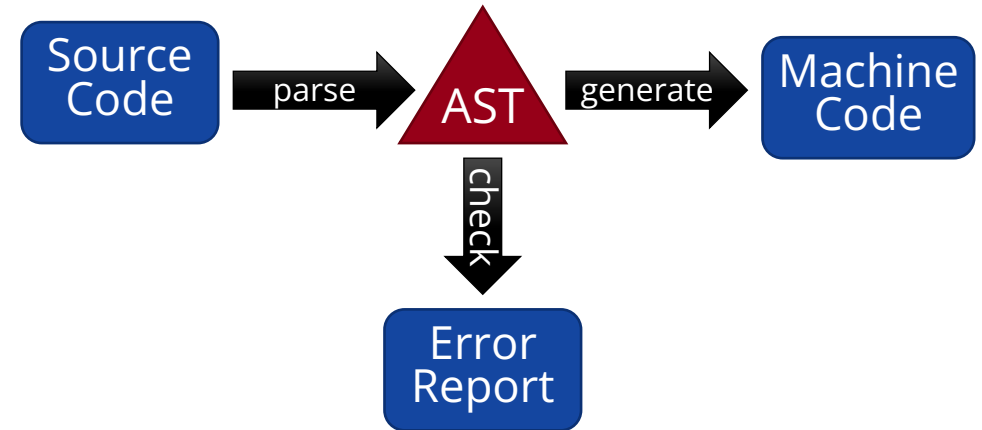 Source
Code
parse
AST
generate
Machine
Code
check
Error
Report